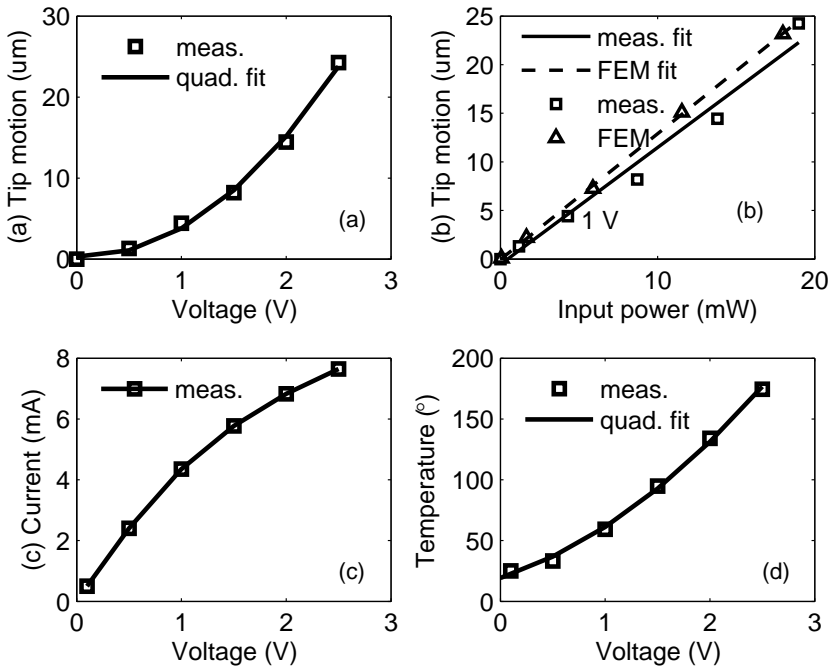 30
20
10
0
0
1
2
3
(a) Tip motion (um)
Voltage (V)
meas.
quad. fit
(a)
25
20
15
10
5
0
0
10
20
(b) Tip motion (um)
Input power (mW)
meas. fit
FEM fit
meas.
FEM
1 V
(b)
8
6
4
2
0
0
1
2
3
(c) Current (mA)
Voltage (V)
meas.
(c)
200
150
100
50
0
0
1
2
3
Temperature (°)
Voltage (V)
meas.
quad. fit
(d)